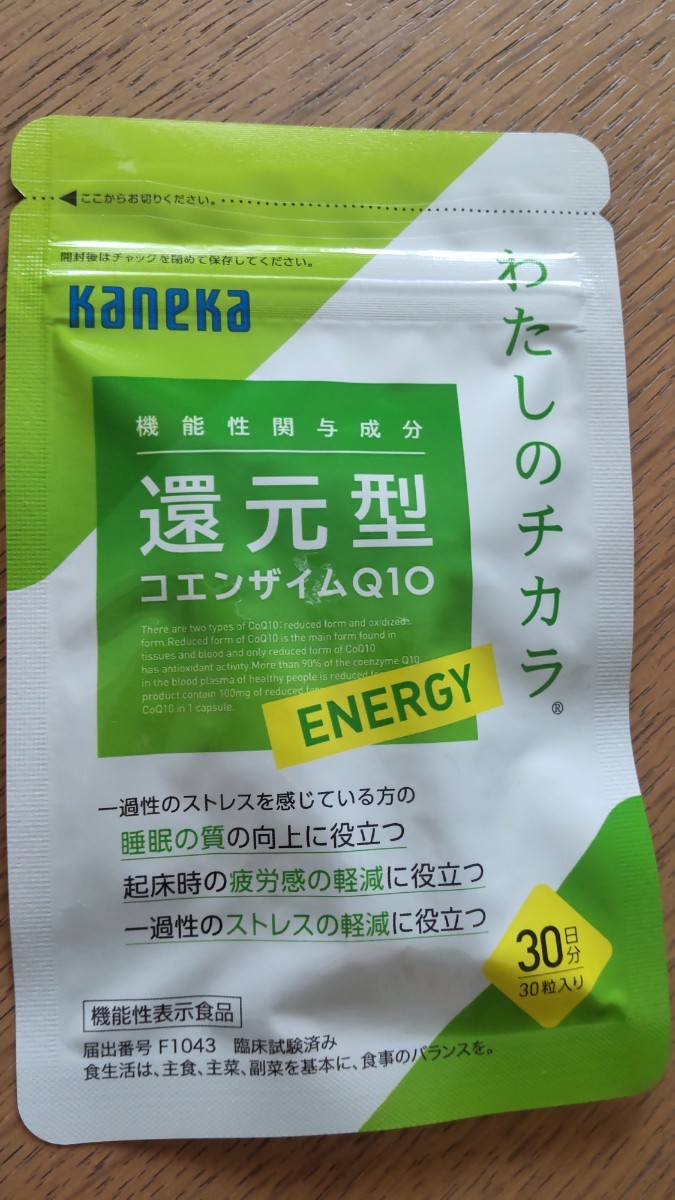 ここからお切りください。
開封後はチャックを閉めて保存してください。
Kaneka
わたしのチカラ®
機能性関与成分
還元型
コエンザイムQ10
There are two types of CoQ10:reduced form and oxidized
form.Reduced form of CoQ10 is the main form found in
tissues and blood and only reduced form of CoQ10
has antioxidant activity.More than 90% of the coenzyme Q10
in the blood plasma of healthy people is reduced
product contain 100mg of reduced
CoQ10 in 1 capsule.
ENERGY
一過性のストレスを感じている方の
睡眠の質の向上に役立つ
起床時の疲労感の軽減に役立つ
一過性のストレスの軽減に役立つ
30日分
30粒入り
機能性表示食品
届出番号 F1043 臨床試験済み
食生活は、主食、主菜、副菜を基本に、食事のバランスを。